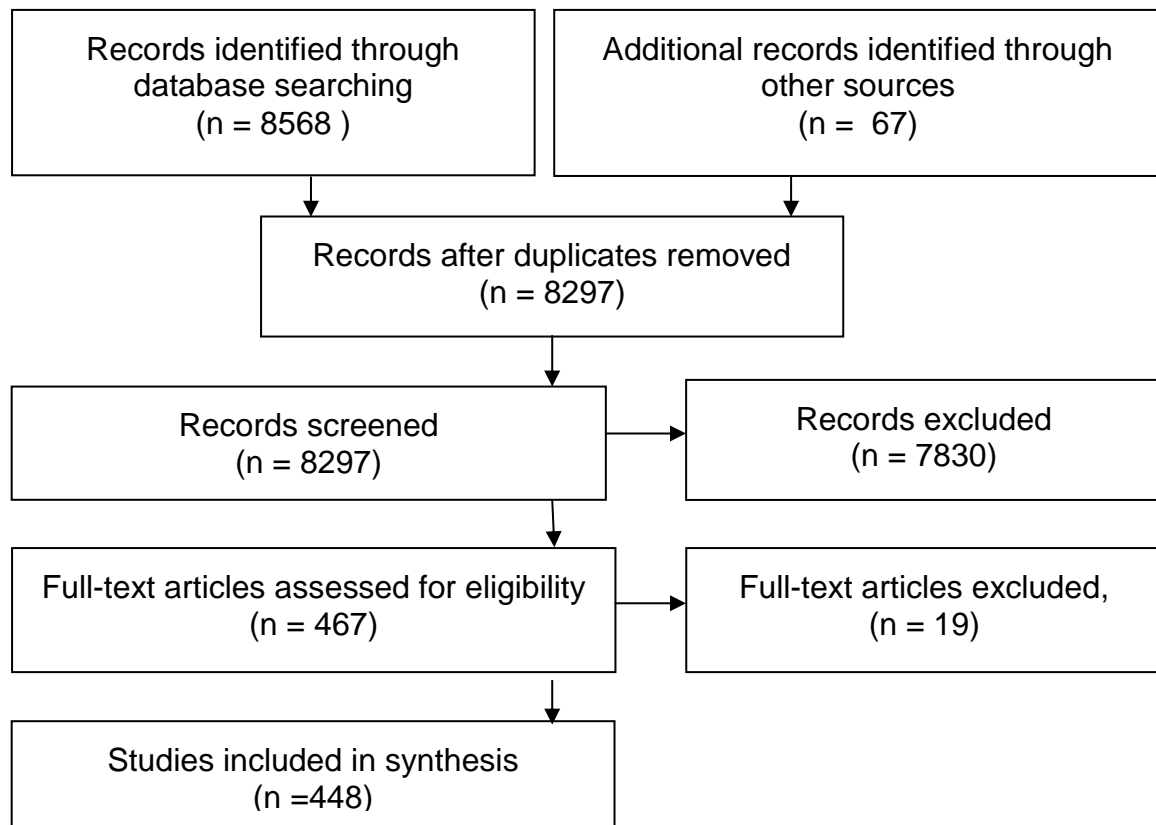 Records identified through
database searching
(n = 8568 )
Additional records identified through
other sources
(n =  67)
Records after duplicates removed
(n = 8297)
Records screened
(n = 8297)
Records excluded
(n = 7830)
Full-text articles assessed for eligibility
(n = 467)
Full-text articles excluded,
(n = 19)
Studies included in synthesis
(n =448)